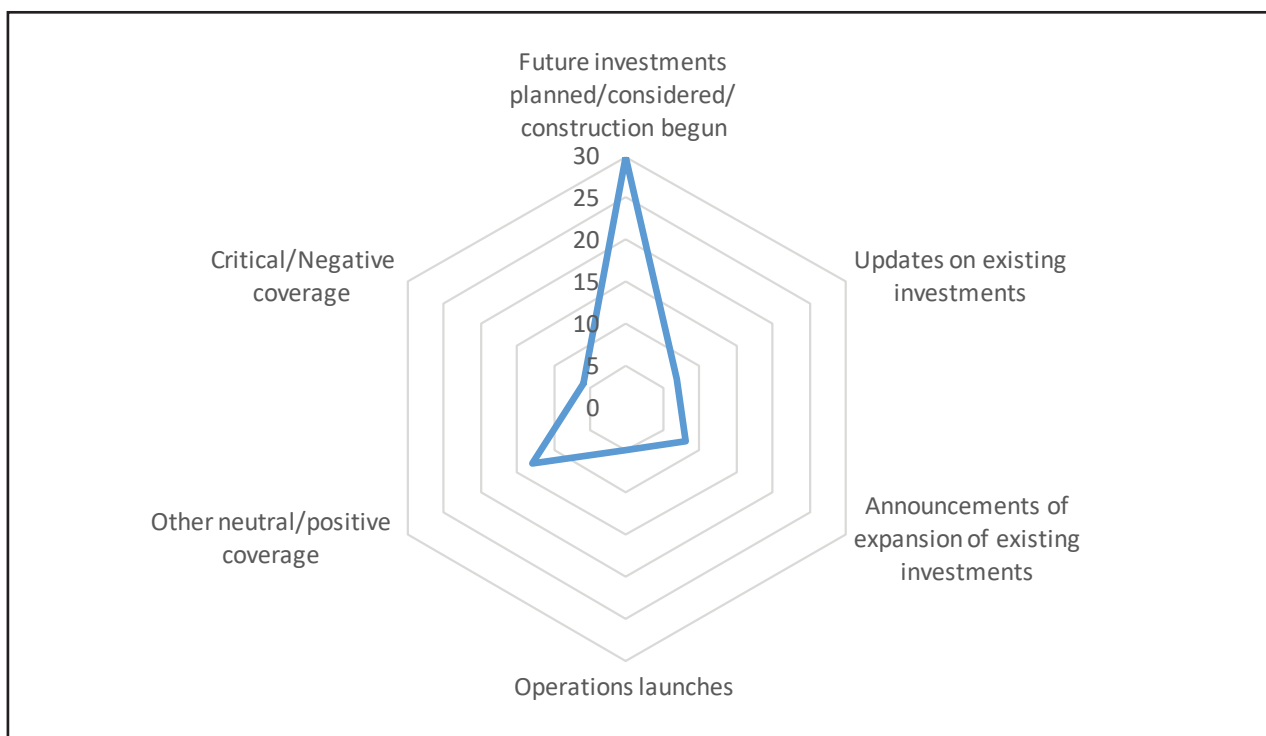 Future investments
planned/considered/
construction begun
30
25
20
15
10
5
0
Critical/Negative
coverage
Updates on existing
investments
Other neutral/positive
coverage
Announcements of
expansion of existing
investments
Operations launches